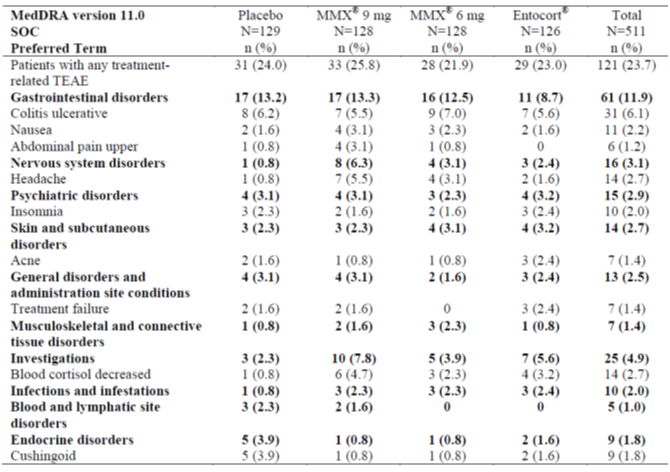 MedDRA version 11.0 Placebo MMX® 9 mg MMX® 6 mg Entocort® Total
SOC N=129 N=128 N=128 N=126 N=511
Preferred Term n (%) n (%) n (%) n (%) n (%)
Patients with any treatment- 31 (24.0) 33 (25.8) 28 (21.9) 29 (23.0) 121 (23.7)
related TEAE
Gastrointestinal disorders 17 (13.2) 17 (13.3) 16 (12.5) 11 (8.7) 61 (11.9)
Colitis ulcerative 8 (6.2) 7 (5.5) 9 (7.0) 7 (5.6) 31 (6.1)
Nausea 2 (1.6) 4 (3.1) 3 (2.3) 2 (1.6) 11 (2.2)
Abdominal pain upper 1 (0.8) 4 (3.1) 1 (0.8) 0 6 (1.2)
Nervous system disorders 1 (0.8) 8 (6.3) 4 (3.1) 3 (2.4) 16 (3.1)
Headache 1 (0.8) 7 (5.5) 4 (3.1) 2 (1.6) 14 (2.7)
Psychiatric disorders 4 (3.1) 4 (3.1) 3 (2.3) 4 (3.2) 15 (2.9)
Insomnia 3 (2.3) 2 (1.6) 2 (1.6) 3 (2.4) 10 (2.0)
Skin and subcutaneous 3 (2.3) 3 (2.3) 4 (3.1) 4 (3.2) 14 (2.7)
disorders
Acne 2 (1.6) 1 (0.8) 1 (0.8) 3 (2.4) 7 (1.4)
General disorders and 4 (3.1) 4 (3.1) 2 (1.6) 3 (2.4) 13 (2.5)
administration site conditions
Treatment failure 2 (1.6) 2 (1.6) 0 3 (2.4) 7 (1.4)
Musculoskeletal and connective 1 (0.8) 2 (1.6) 3 (2.3) 1 (0.8) 7 (1.4)
tissue disorders
Investigations 3 (2.3) 10 (7.8) 5 (3.9) 7 (5.6) 25 (4.9)
Blood cortisol decreased 1 (0.8) 6 (4.7) 3 (2.3) 4 (3.2) 14 (2.7)
Infections and infestations 1 (0.8) 3 (2.3) 3 (2.3) 3 (2.4) 10 (2.0)
Blood and lymphatic site 3 (2.3) 2 (1.6) 0 0 5 (1.0)
disorders
Endocrine disorders 5 (3.9) 1 (0.8) 1 (0.8) 2 (1.6) 9 (1.8)
Cushingoid 5 (3.9) 1 (0.8) 1 (0.8) 2 (1.6) 9 (1.8)